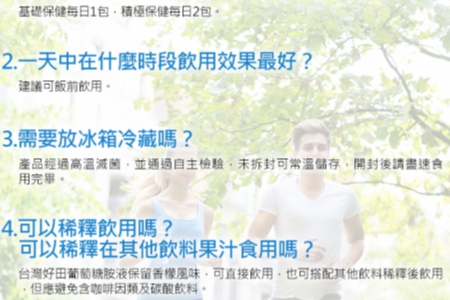 基礎保健每日1包，積極保健每日2包。
2.一天中在什麼時段飲用效果最好？
建議可飯前飲用。
3.需要放冰箱冷藏嗎？
產品經過高溫滅菌，並通過自主檢驗，未拆封可常溫儲存，開封後請盡速食
用完畢。
4.可以稀釋飲用嗎？
可以稀釋在其他飲料果汁食用嗎？
台灣好田葡萄糖胺液保留香檬風味，可直接飲用，也可搭配其他飲料稀釋後飲用
，但應避免含咖啡因類及碳酸飲料。